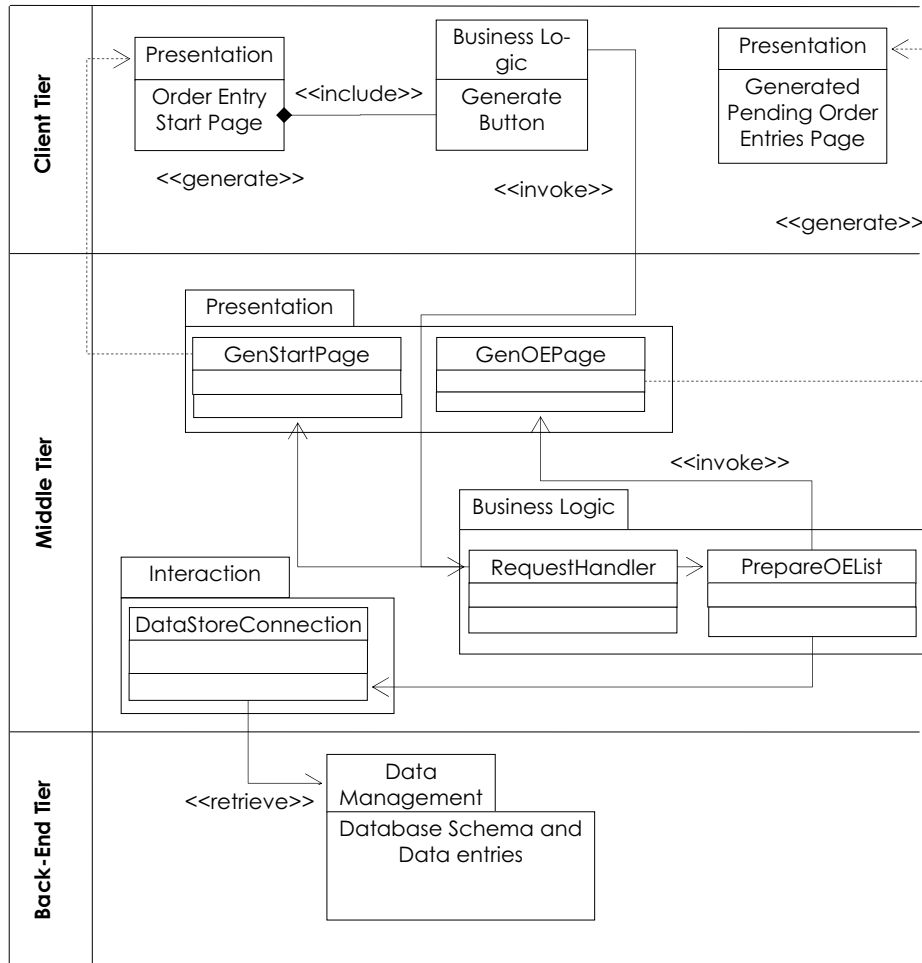 Client Tier
Presentation
Order Entry
Start Page
<<include>>
Business Lo-
gic
Generate
Button
Presentation
Generated
Pending Order
Entries Page
<<generate>>
<<invoke>>
<<generate>>
Middle Tier
Presentation
GenStartPage
GenOEPage
<<invoke>>
Business Logic
RequestHandler
PrepareOEList
Interaction
DataStoreConnection
Back-End Tier
<<retrieve>>
Data
Management
Database Schema and
Data entries